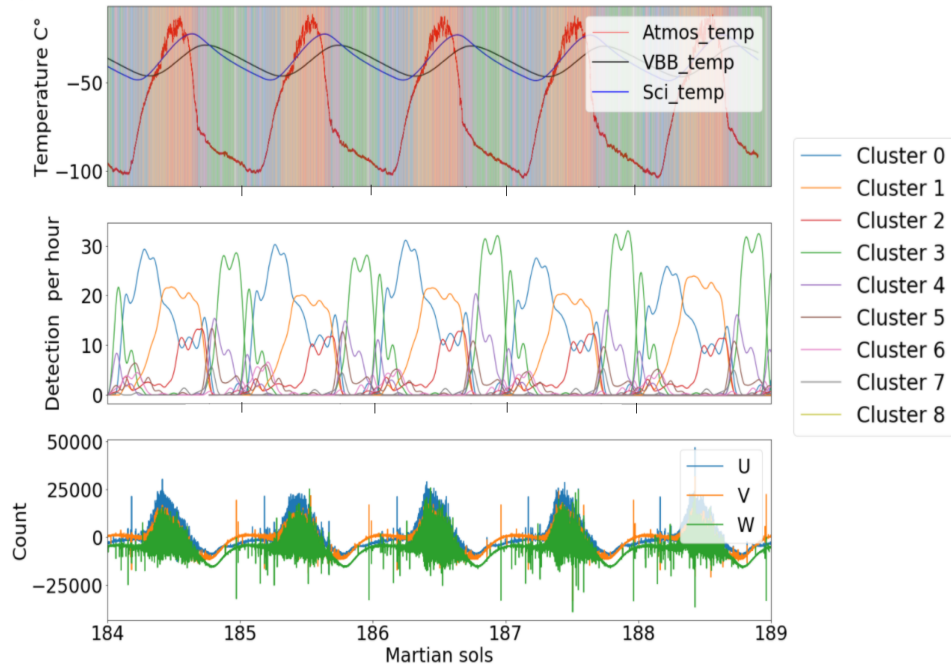 Temperature C°
−50
−100
Atmos_temp
VBB_temp
Sci_temp
Detection per hour
30
20
10
0
Cluster 0
Cluster 1
Cluster 2
Cluster 3
Cluster 4
Cluster 5
Cluster 6
Cluster 7
Cluster 8
Count
50000
25000
0
−25000
U
V
W
184
185
186
187
188
189
Martian sols